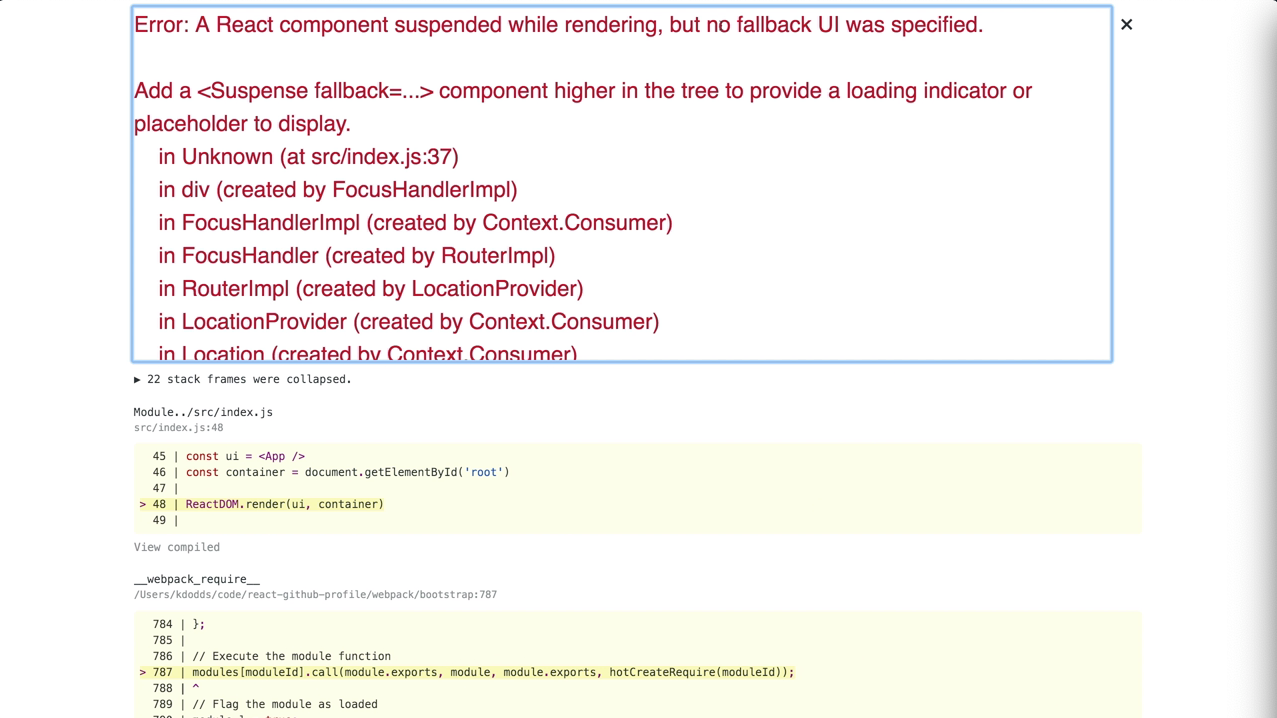 Error: A React component suspended while rendering, but no fallback UI was specified.
Add a <Suspense fallback=...> component higher in the tree to provide a loading indicator or
placeholder to display.
in Unknown (at src/index.js:37)
in div (created by FocusHandlerImpl)
in FocusHandlerImpl (created by Context.Consumer)
in FocusHandler (created by RouterImpl)
in RouterImpl (created by LocationProvider)
in LocationProvider (created by Context.Consumer)
in Location (created by Context.Consumer)
▶ 22 stack frames were collapsed.
Module../src/index.js
src/index.js:48
45 | const ui = <App />
46 | const container = document.getElementById('root')
47 |
> 48 | ReactDOM.render(ui, container)
49 |
View compiled
__webpack_require__
/Users/kdodds/code/react-github-profile/webpack/bootstrap:787
784 | };
785 |
786 | // Execute the module function
> 787 | modules[moduleId].call(module.exports, module, module.exports, hotCreateRequire(moduleId));
788 | ^
789 | // Flag the module as loaded